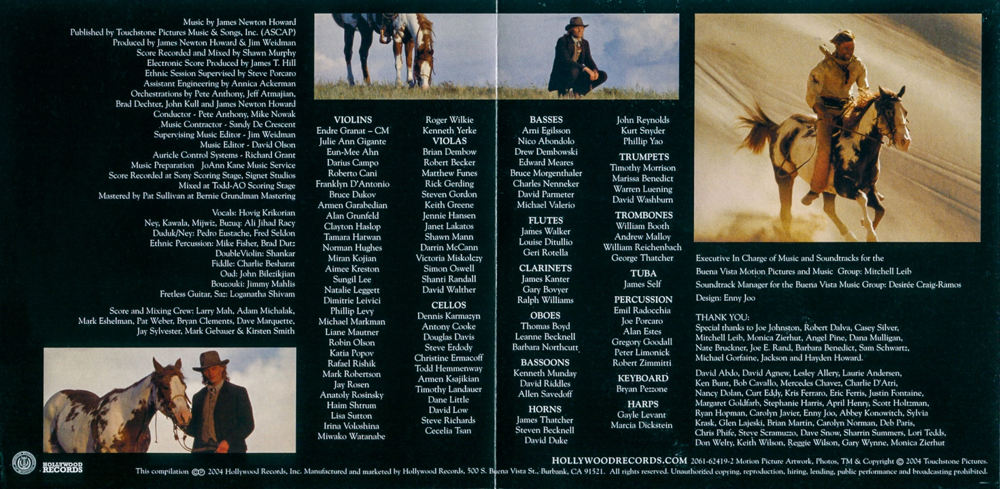 Music by James Newton Howard
Published by Touchstone Pictures Music & Songs, Inc. (ASCAP)
Produced by James Newton Howard & Jim Weidman
Score Recorded and Mixed by Shawn Murphy
Electronic Score Produced by James T. Hill
Ethnic Session Supervised by Steve Porcaro
Assistant Engineering by Annica Ackerman
Orchestrations by Pete Anthony, Jeff Atmajian,
Brad Dechter, John Kull and James Newton Howard
Conductor - Pete Anthony, Mike Nowak
Music Contractor - Sandy De Crescent
Supervising Music Editor - Jim Weidman
Music Editor - David Olson
Auricle Control Systems - Richard Grant
Music Preparation JoAnn Kane Music Service
Score Recorded at Sony Scoring Stage, Signet Studios
Mixed at Todd-AO Scoring Stage
Mastered by Pat Sullivan at Bernie Grundman Mastering
Vocals: Hovig Krikorian
Ney, Kawala, Mijwiz, Buzuq: Ali Jihad Racy
Duduk/Ney: Pedro Eustache, Fred Seldon
Ethnic Percussion: Mike Fisher, Brad Dutz
DoubleViolin: Shankar
Fiddle: Charlie Besharat
Oud: John Bilezikjian
Bouzouki: Jimmy Mahlis
Fretless Guitar, Saz: Loganatha Shivam
Score and Mixing Crew: Larry Mah, Adam Michalak,
Mark Eshelman, Pat Weber, Bryan Clements, Dave Marquette,
Jay Sylvester, Mark Gebauer & Kirsten Smith
VIOLINS
Endre Granat – CM
Julie Ann Gigante
Eun-Mee Ahn
Darius Campo
Roberto Cani
Franklyn D'Antonio
Bruce Dukov
Armen Garabedian
Alan Grunfeld
Clayton Haslop
Tamara Hatwan
Norman Hughes
Miran Kojian
Aimee Kreston
Sungil Lee
Natalie Leggett
Dimitrie Leivici
Phillip Levy
Michael Markman
Liane Mautner
Robin Olson
Katia Popov
Rafael Rishik
Mark Robertson
Jay Rosen
Anatoly Rosinsky
Haim Shtrum
Lisa Sutton
Irina Voloshina
Miwako Watanabe
Roger Wilkie
Kenneth Yerke
VIOLAS
Brian Dembow
Robert Becker
Matthew Funes
Rick Gerding
Steven Gordon
Keith Greene
Jennie Hansen
Janet Lakatos
Shawn Mann
Darrin McCann
Victoria Miskolczy
Simon Oswell
Shanti Randall
David Walther
CELLOS
Dennis Karmazyn
Antony Cooke
Douglas Davis
Steve Erdody
Christine Ermacoff
Todd Hemmenway
Armen Ksajikian
Timothy Landauer
Dane Little
David Low
Steve Richards
Cecelia Tsan
BASSES
Arni Egilsson
Nico Abondolo
Drew Dembowski
Edward Meares
Bruce Morgenthaler
Charles Nenneker
David Parmeter
Michael Valerio
FLUTES
James Walker
Louise Ditullio
Geri Rotella
CLARINETS
James Kanter
Gary Bovyer
Ralph Williams
OBOES
Thomas Boyd
Leanne Becknell
Barbara Northcutt
BASSOONS
Kenneth Munday
David Riddles
Allen Savedoff
HORNS
James Thatcher
Steven Becknell
David Duke
John Reynolds
Kurt Snyder
Phillip Yao
TRUMPETS
Timothy Morrison
Marissa Benedict
Warren Luening
David Washburn
TROMBONES
William Booth
Andrew Malloy
William Reichenbach
George Thatcher
TUBA
James Self
PERCUSSION
Emil Radocchia
Joe Porcaro
Alan Estes
Gregory Goodall
Peter Limonick
Robert Zimmitti
KEYBOARD
Bryan Pezzone
HARPS
Gayle Levant
Marcia Dickstein
Executive In Charge of Music and Soundtracks for the
Buena Vista Motion Pictures and Music Group: Mitchell Leib
Soundtrack Manager for the Buena Vista Music Group: Desirée Craig-Ramos
Design: Enny Joo
THANK YOU:
Special thanks to Joe Johnston, Robert Dalva, Casey Silver,
Mitchell Leib, Monica Zierhut, Angel Pine, Dana Mulligan,
Nate Bruckner, Joe E. Rand, Barbara Benedict, Sam Schwartz,
Michael Gorfaine, Jackson and Hayden Howard.
David Abdo, David Agnew, Lesley Allery, Laurie Andersen,
Ken Bunt, Bob Cavallo, Mercedes Chavez, Charlie D'Atri,
Nancy Dolan, Curt Eddy, Kris Ferraro, Eric Ferris, Justin Fontaine,
Margaret Goldfarb, Stephanie Harris, April Henry, Scott Holtzman,
Ryan Hopman, Carolyn Javier, Enny Joo, Abbey Konowitch, Sylvia
Krask, Glen Lajeski, Brian Martin, Carolyn Norman, Deb Paris,
Chris Phife, Steve Scramuzzo, Dave Snow, Sharrin Summers, Lori Tedds,
Don Welty, Keith Wilson, Reggie Wilson, Gary Wynne, Monica Zierhut
HOLLYWOOD
RECORDS
HOLLYWOODRECORDS.COM 2061-62419-2 Motion Picture Artwork, Photos, TM & Copyright © 2004 Touchstone Pictures.
This compilation ©℗ 2004 Hollywood Records, Inc. Manufactured and marketed by Hollywood Records, 500 S. Buena Vista St., Burbank, CA 91521. All rights reserved. Unauthorized copying, reproduction, hiring, lending, public performance and broadcasting prohibited.